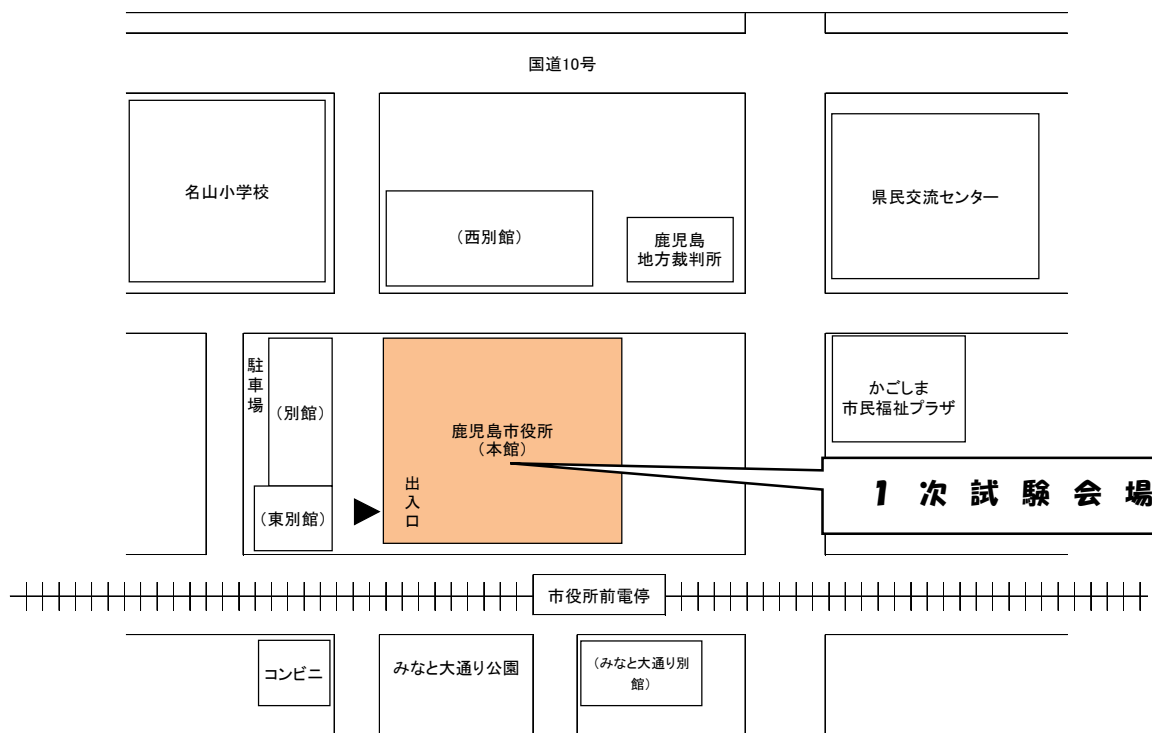 国道10号
名山小学校
（西別館）
鹿児島
地方裁判所
県民交流センター
駐車場
（別館）
鹿児島市役所
（本館）
かごしま
市民福祉プラザ
出入口
（東別館）
１次試験会場
市役所前電停
コンビニ
みなと大通り公園
（みなと大通り別
館）